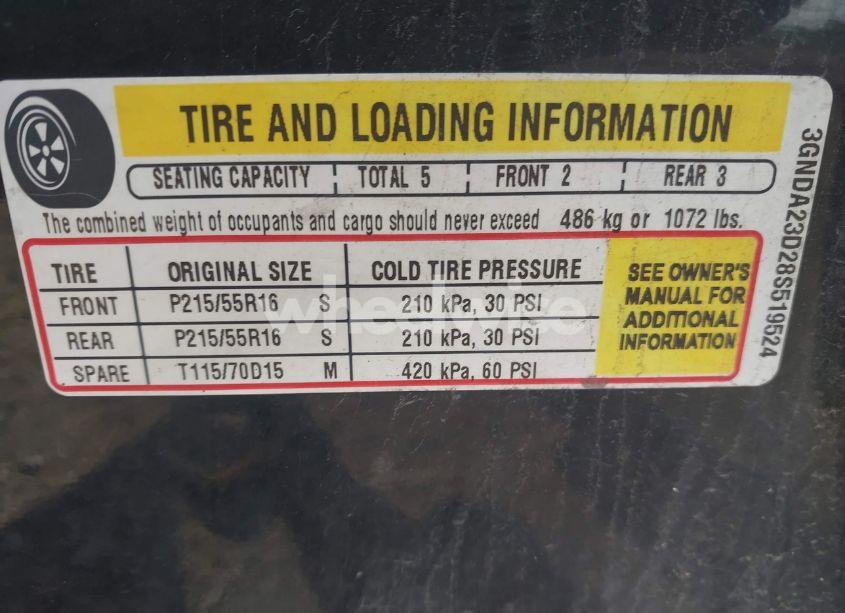 TIRE AND LOADING INFORMATION
SEATING CAPACITY TOTAL 5 FRONT 2 REAR 3
The combined weight of occupants and cargo should never exceed 486 kg or 1072 lbs.
TIRE ORIGINAL SIZE COLD TIRE PRESSURE
FRONT P215/55R16 S 210 kPa, 30 PSI
REAR P215/55R16 S 210 kPa, 30 PSI
SPARE T115/70D15 M 420 kPa, 60 PSI
SEE OWNER'S
MANUAL FOR
ADDITIONAL
INFORMATION
3GNDA23D28S519524
wheelwire